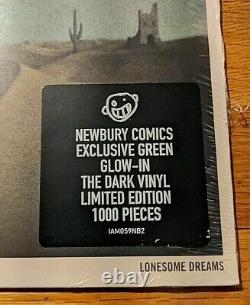 NEWBURY COMICS
EXCLUSIVE GREEN
GLOW-IN
THE DARK VINYL
LIMITED EDITION
1000 PIECES
IAM059NB2
LONESOME DREAMS